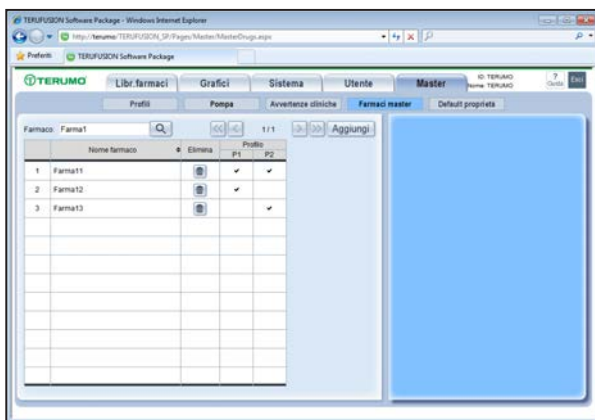 TERUFUSION Software Package - Windows Internet Explorer
http://terumo/TERUFUSION_SP/Pages/Master/MasterDrugs.aspx
Preferiti TERUFUSION Software Package
TERUMO Libr.farmaci Grafici Sistema Utente Master ID: TERUMO ? Exit
Nome: TERUMO Guida
Profili Pompa Avvertenze cliniche Farmaci master Default proprietà
Farmaco: Farma1 << < 1/1 > >> Aggiungi
Nome farmaco Elimina Profilo
P1 P2
1 Farma11 ✔ ✔
2 Farma12 ✔
3 Farma13 ✔